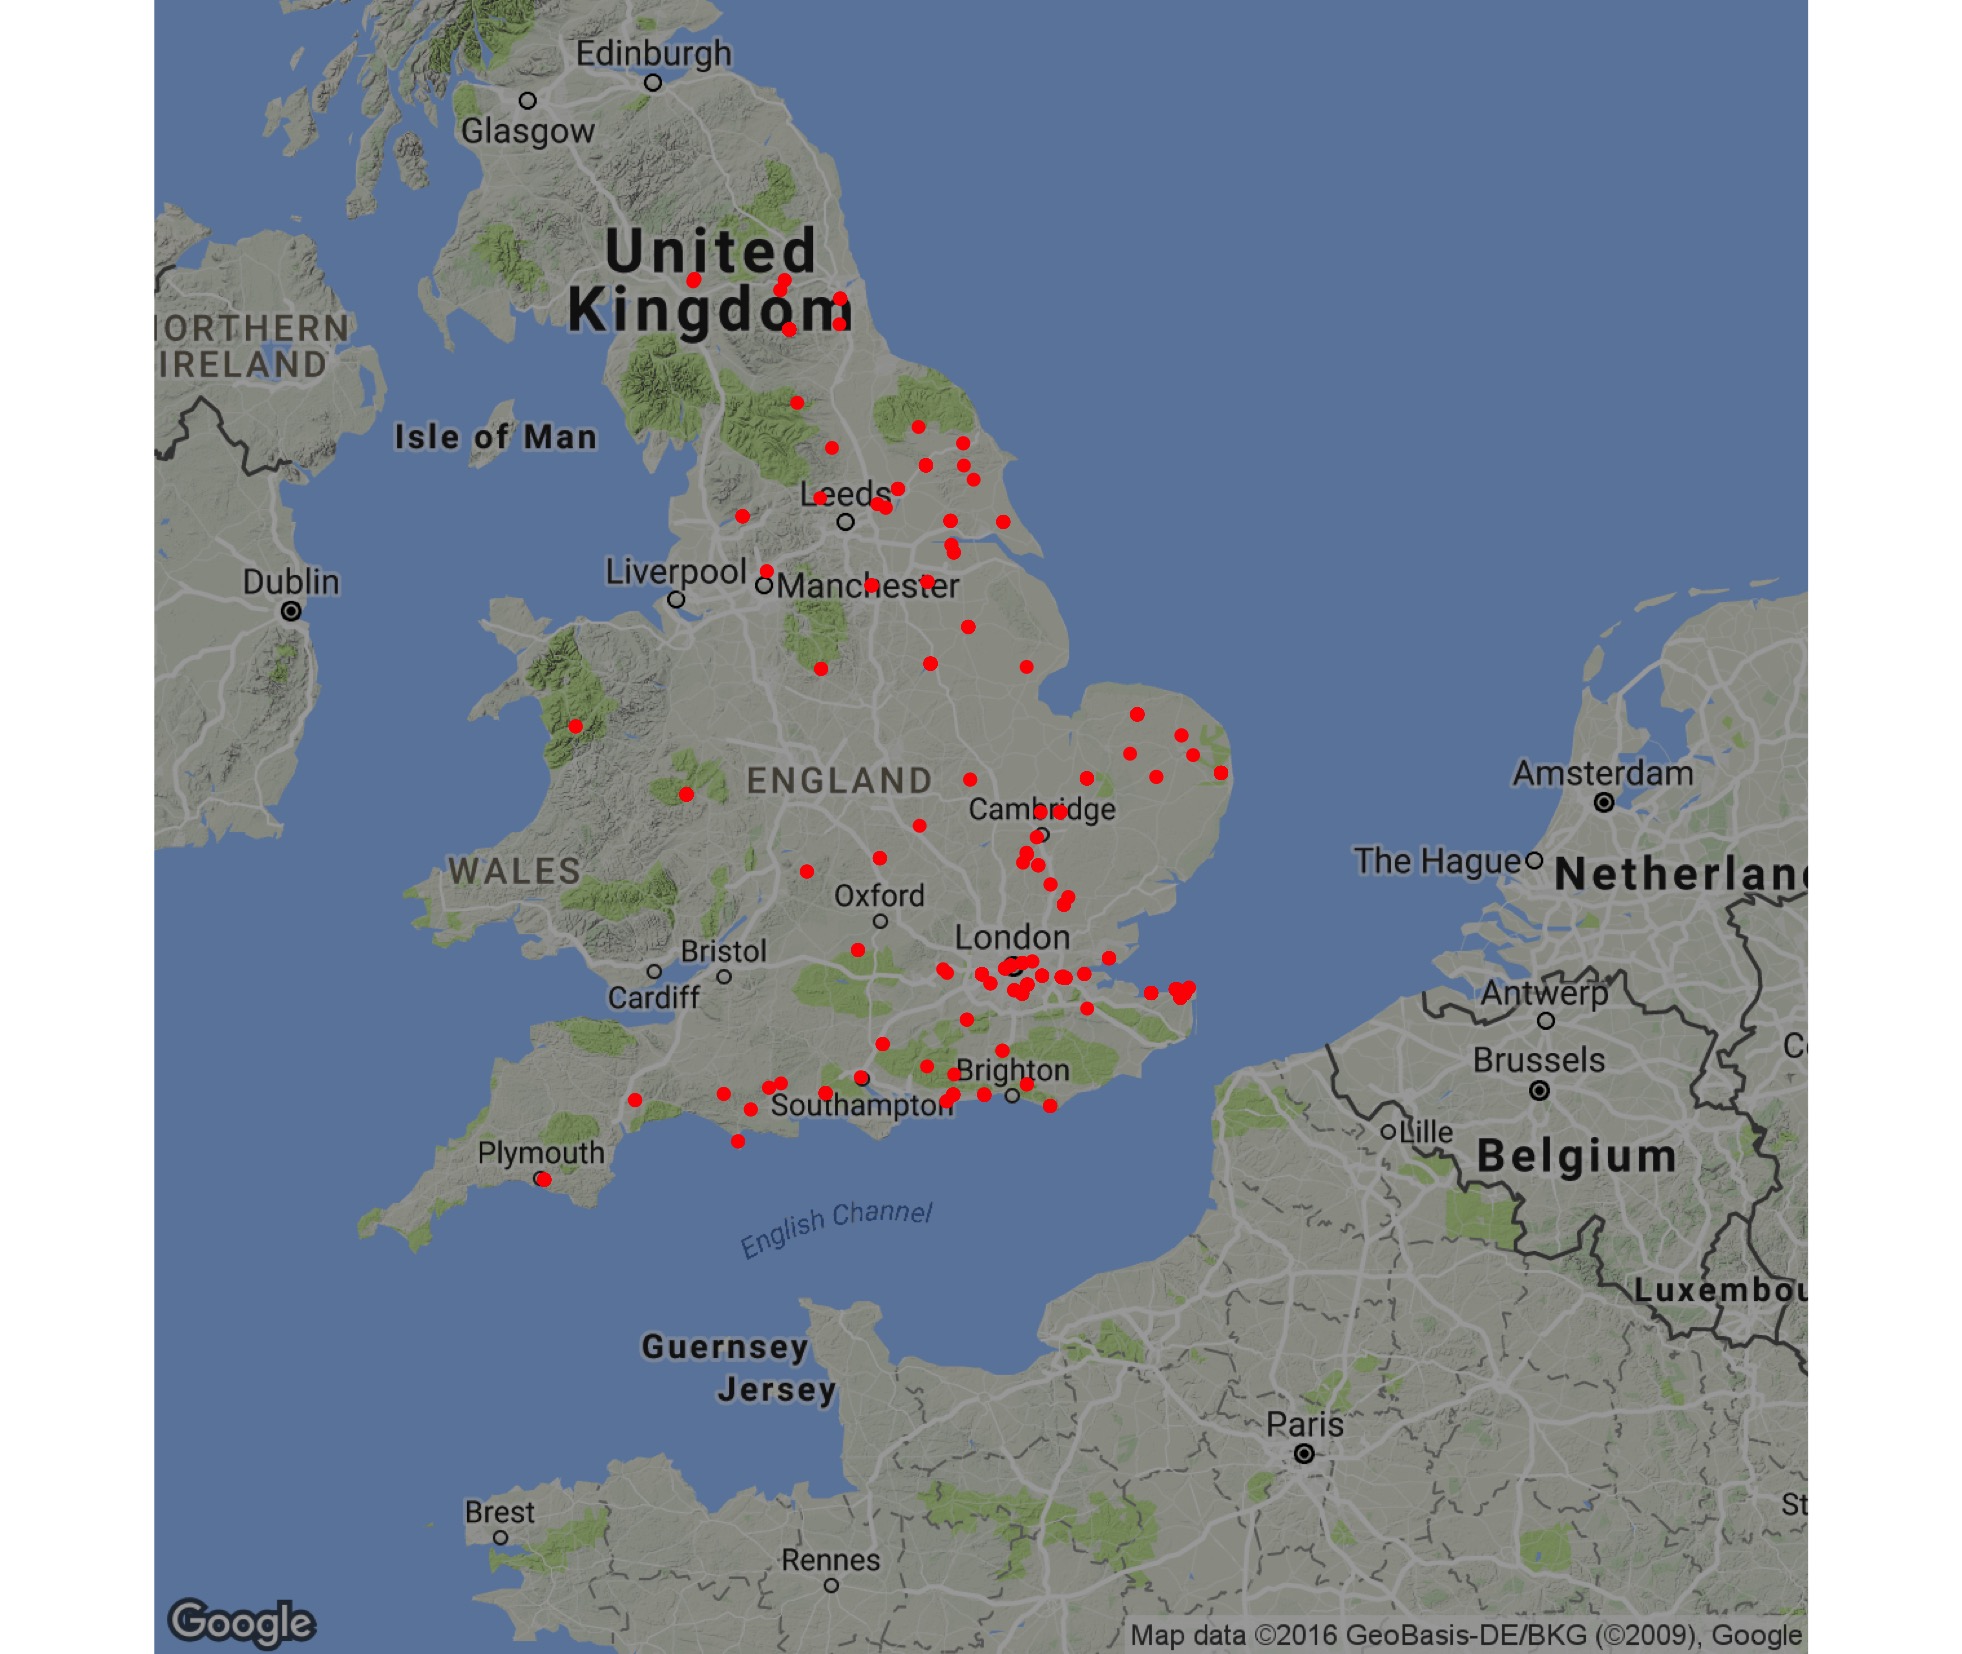 Edinburgh
Glasgow
United
Kingdom
NORTHERN
IRELAND
Isle of Man
Leeds
Dublin
Liverpool
Manchester
Amsterdam
ENGLAND
Cambridge
The Hague
Netherlan
WALES
Oxford
London
Bristol
Cardiff
Antwerp
Brussels
Brighton
Southampton
Lille
Plymouth
Belgium
English Channel
Luxembou
Guernsey
Jersey
Paris
Brest
St
Rennes
Google
Map data ©2016 GeoBasis-DE/BKG (©2009), Google